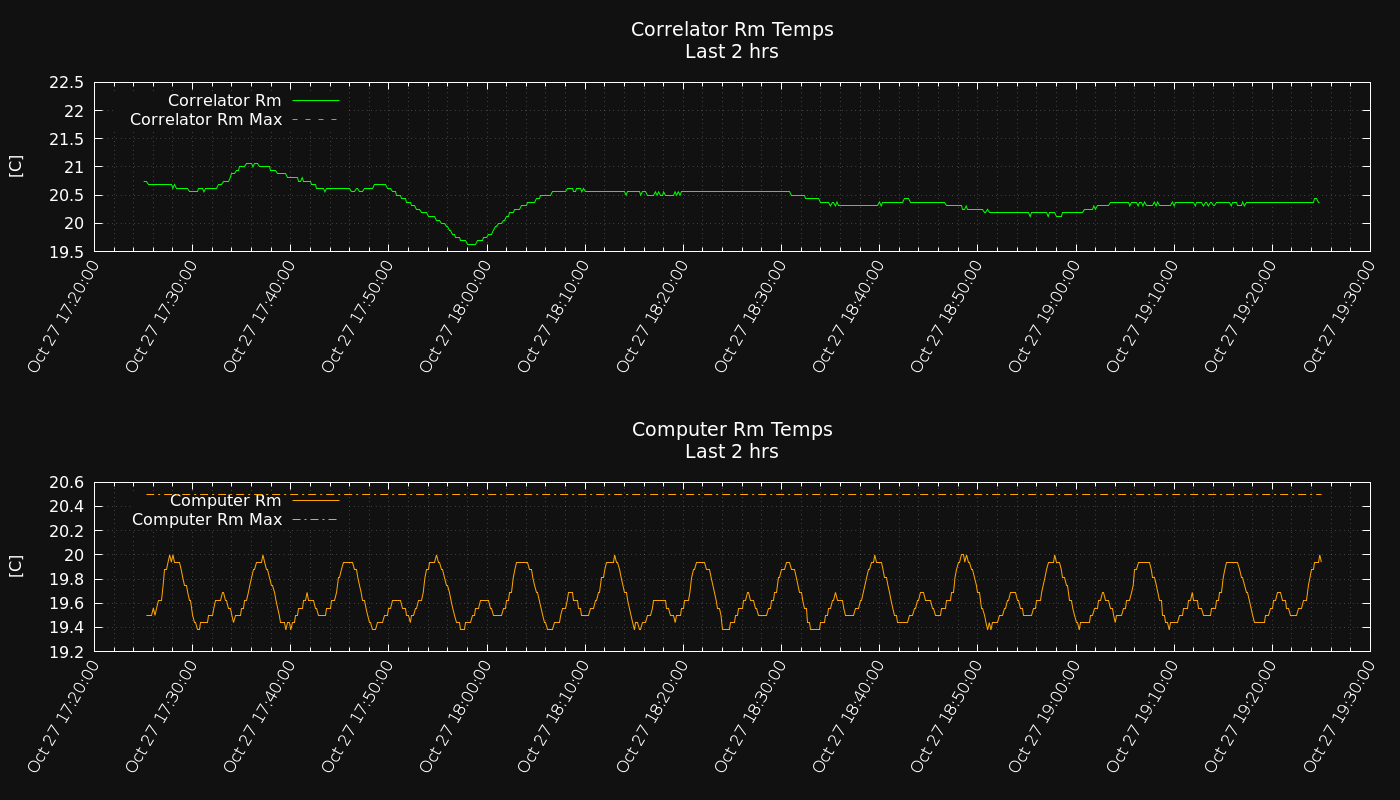 Correlator Rm Temps
Last 2 hrs
22.5
22
21.5
21
20.5
20
19.5
[C]
Correlator Rm
Correlator Rm Max
Oct 27 17:20:00
Oct 27 17:30:00
Oct 27 17:40:00
Oct 27 17:50:00
Oct 27 18:00:00
Oct 27 18:10:00
Oct 27 18:20:00
Oct 27 18:30:00
Oct 27 18:40:00
Oct 27 18:50:00
Oct 27 19:00:00
Oct 27 19:10:00
Oct 27 19:20:00
Oct 27 19:30:00
Computer Rm Temps
Last 2 hrs
20.6
20.4
20.2
20
19.8
19.6
19.4
19.2
[C]
Computer Rm
Computer Rm Max
Oct 27 17:20:00
Oct 27 17:30:00
Oct 27 17:40:00
Oct 27 17:50:00
Oct 27 18:00:00
Oct 27 18:10:00
Oct 27 18:20:00
Oct 27 18:30:00
Oct 27 18:40:00
Oct 27 18:50:00
Oct 27 19:00:00
Oct 27 19:10:00
Oct 27 19:20:00
Oct 27 19:30:00